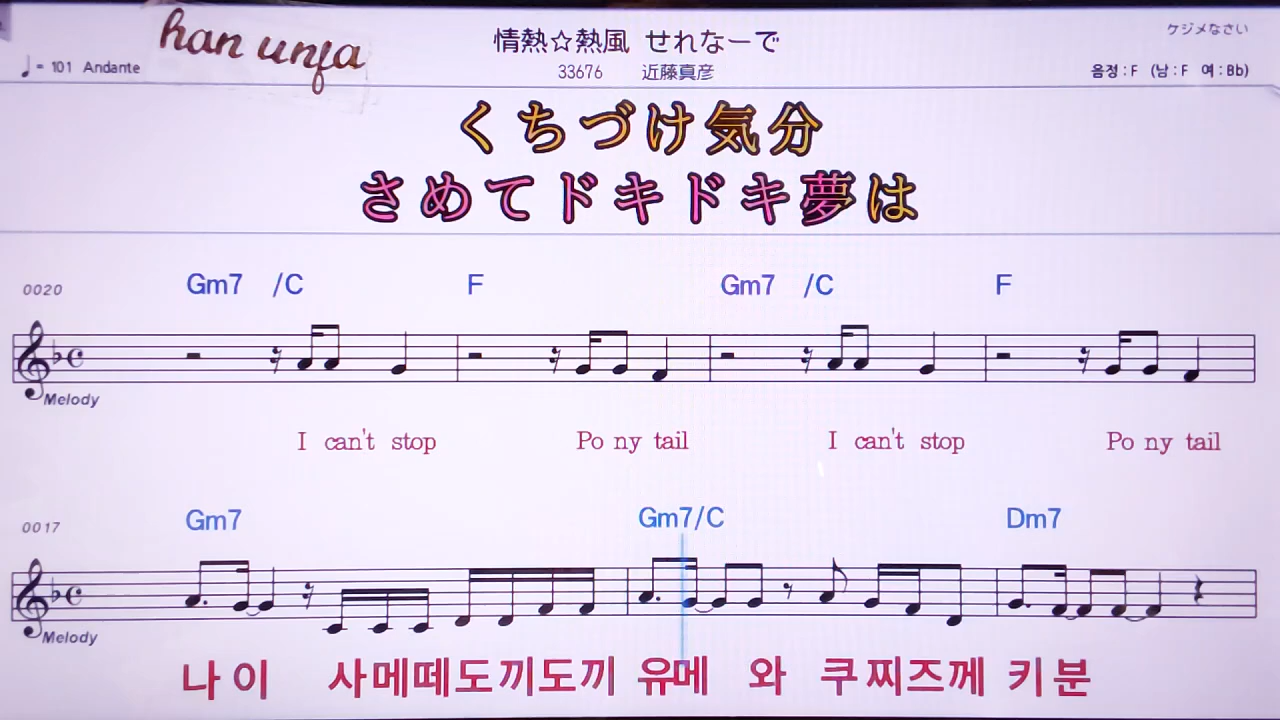 han unfa
情熱☆熱風 せれなーで
ケジメなさい
♩= 101 Andante
33676 近藤真彦
음정:F (남:F 여:Bb)
くちづけ気分
さめてドキドキ夢は
0020
Gm7 /C F Gm7 /C F
Melody
I can't stop Po ny tail I can't stop Po ny tail
0017
Gm7 Gm7/C Dm7
Melody
나이 사메떼도끼도끼 유메 와 쿠찌즈께 키분